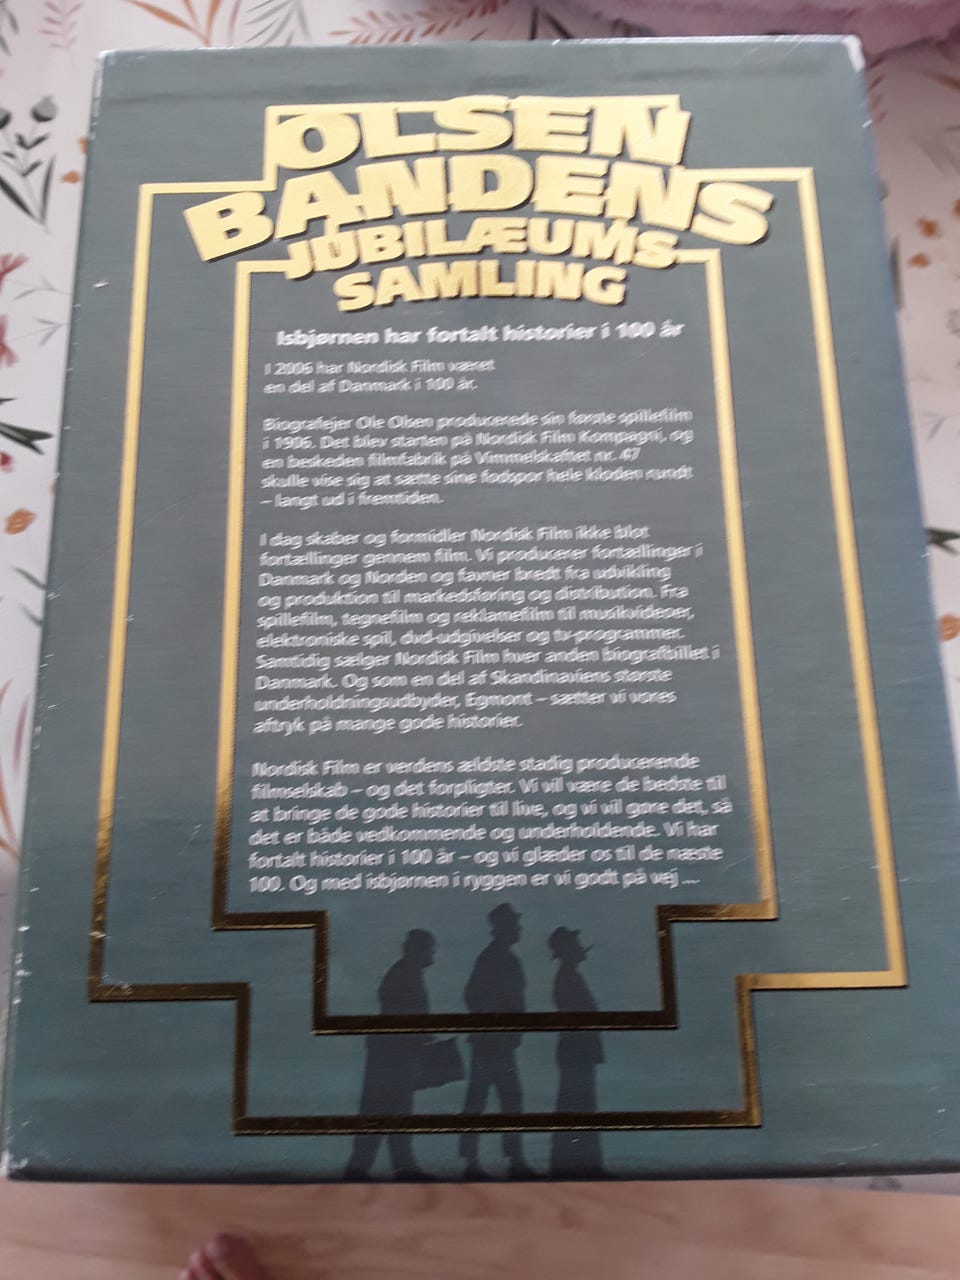 OLSEN
BANDENS
JUBILÆUMS-
SAMLING
Isbjørnen har fortalt historier i 100 år
I 2006 har Nordisk Film været
en del af Danmark i 100 år.
Biografejer Ole Olsen producerede sin første spillefilm
i 1906. Det blev starten på Nordisk Film Kompagni, og
en beskeden filmfabrik på Vimmelskaftet nr. 47
skulle vise sig at sætte sine fodspor hele kloden rundt
– langt ud i fremtiden.
I dag skaber og formidler Nordisk Film ikke blot
fortællinger gennem film. Vi producerer fortællinger i
Danmark og Norden og favner bredt fra udvikling
og produktion til markedsføring og distribution. Fra
spillefilm, tegnefilm og reklamefilm til musikvideoer,
elektroniske spil, dvd-udgivelser og tv-programmer.
Samtidig sælger Nordisk Film hver anden biografbillet i
Danmark. Og som en del af Skandinaviens største
underholdningsudbyder, Egmont – sætter vi vores
aftryk på mange gode historier.
Nordisk Film er verdens ældste stadig producerende
filmselskab – og det forpligter. Vi vil være de bedste til
at bringe de gode historier til live, og vi vil gøre det, så
det er både vedkommende og underholdende. Vi har
fortalt historier i 100 år – og vi glæder os til de næste
100. Og med isbjørnen i ryggen er vi godt på vej ...